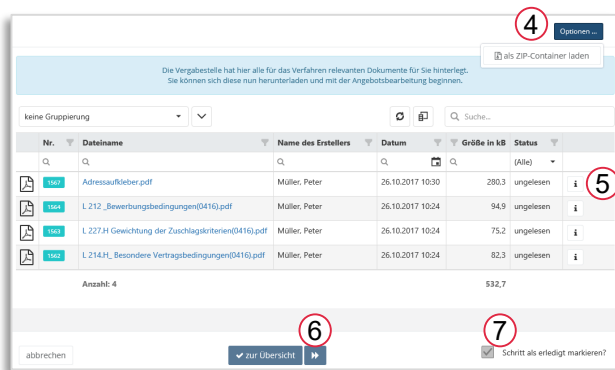 4
Optionen ...
als ZIP-Container laden
Die Vergabestelle hat hier alle für das Verfahren relevanten Dokumente für Sie hinterlegt.
Sie können sich diese nun herunterladen und mit der Angebotsbearbeitung beginnen.
keine Gruppierung Suche...
Nr. Dateiname Name des Erstellers Datum Größe in kB Status
(Alle)
1567 Adressaufkleber.pdf Müller, Peter 26.10.2017 10:30 280,3 ungelesen i 5
1564 L 212 _Bewerbungsbedingungen(0416).pdf Müller, Peter 26.10.2017 10:24 94,9 ungelesen i
1563 L 227.H Gewichtung der Zuschlagskriterien(0416).pdf Müller, Peter 26.10.2017 10:24 75,2 ungelesen i
1562 L 214.H_ Besondere Vertragsbedingungen(0416).pdf Müller, Peter 26.10.2017 10:24 82,3 ungelesen i
Anzahl: 4 532,7
6 7
abbrechen zur Übersicht Schritt als erledigt markieren?